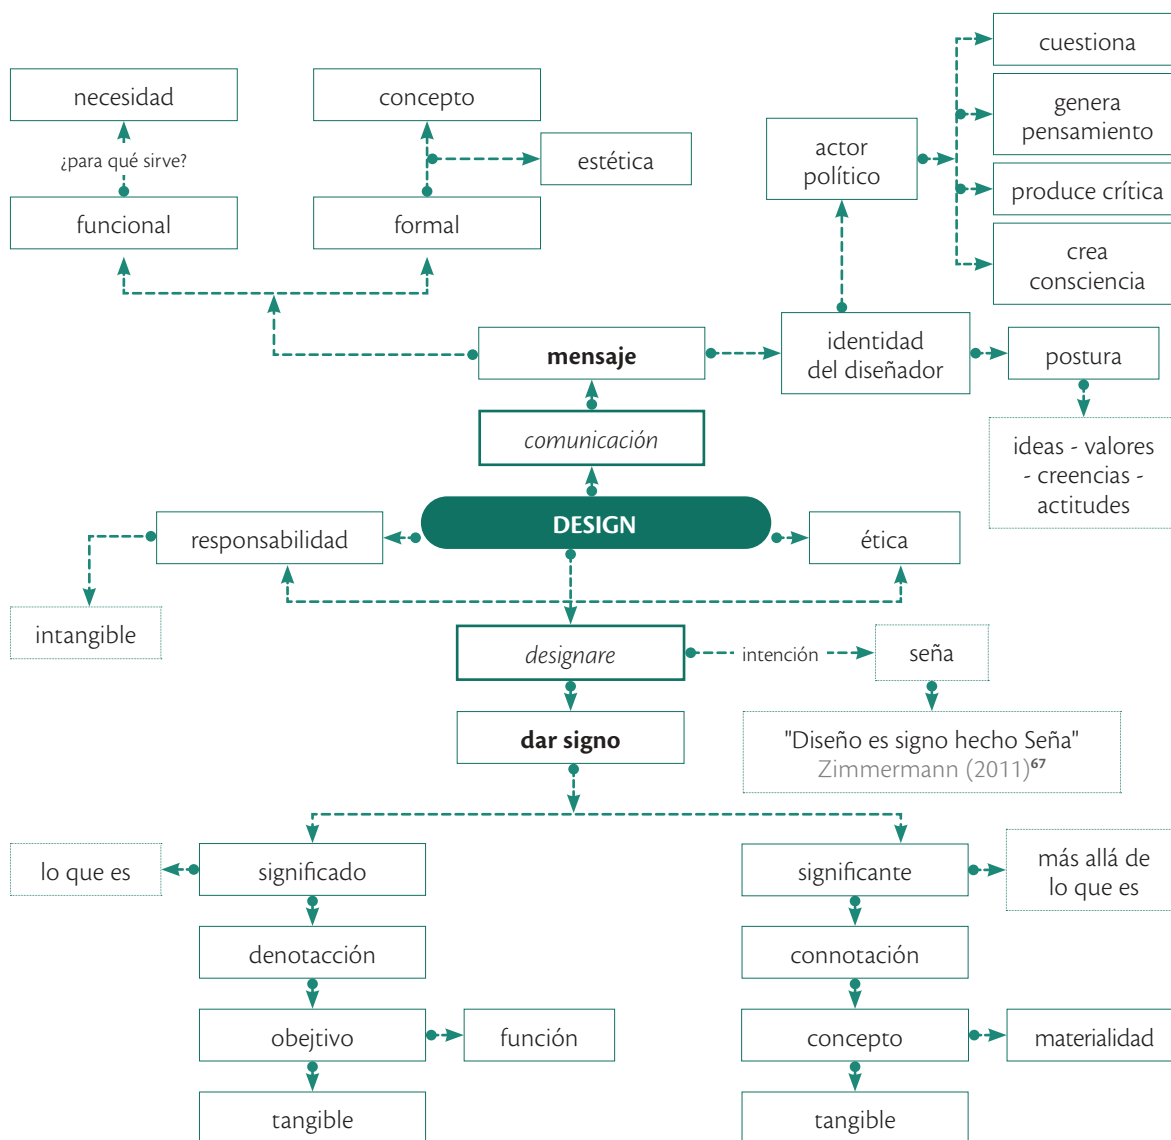 cuestiona
necesidad
concepto
genera
pensamiento
actor
político
¿para qué sirve?
estética
produce crítica
funcional
formal
crea
consciencia
mensaje
identidad
del diseñador
postura
comunicación
ideas - valores
- creencias -
actitudes
DESIGN
responsabilidad
ética
intangible
designare
intención
seña
dar signo
"Diseño es signo hecho Seña"
Zimmermann (2011)67
lo que es
significado
significante
más allá de
lo que es
denotacción
connotación
obejtivo
función
concepto
materialidad
tangible
tangible